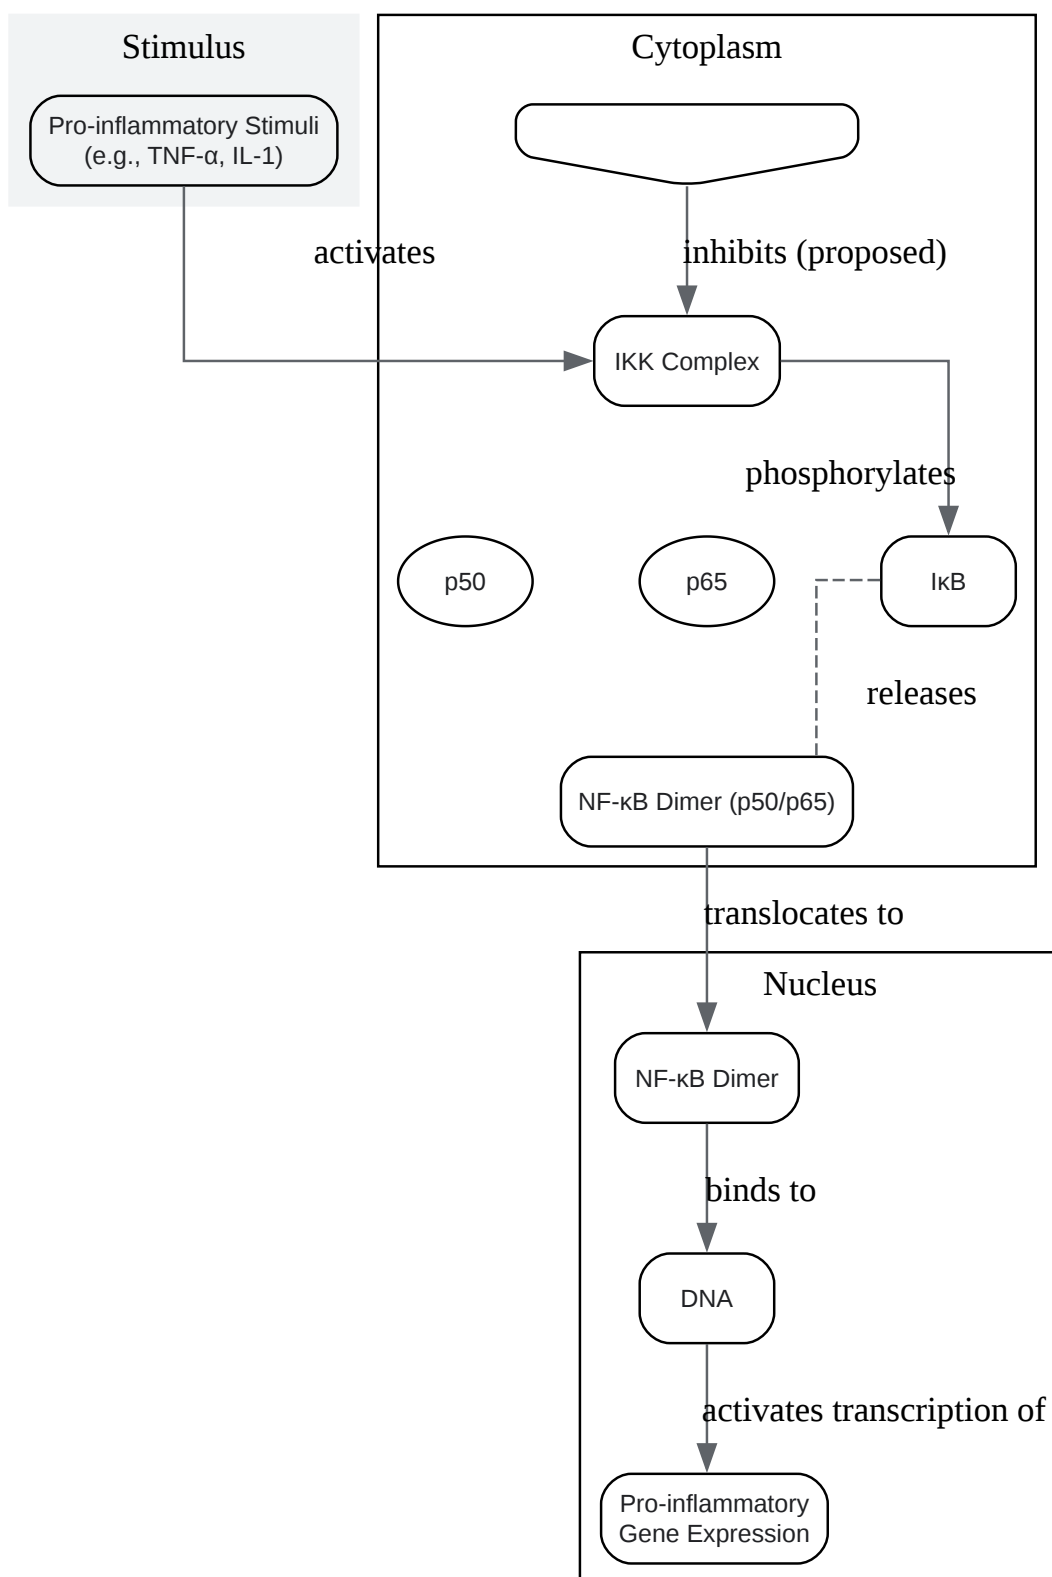 Stimulus
Cytoplasm
Pro-inflammatory Stimuli
(e.g., TNF-α, IL-1)
activates
inhibits (proposed)
IKK Complex
phosphorylates
p50
p65
IκB
releases
NF-κB Dimer (p50/p65)
translocates to
Nucleus
NF-κB Dimer
binds to
DNA
activates transcription of
Pro-inflammatory
Gene Expression